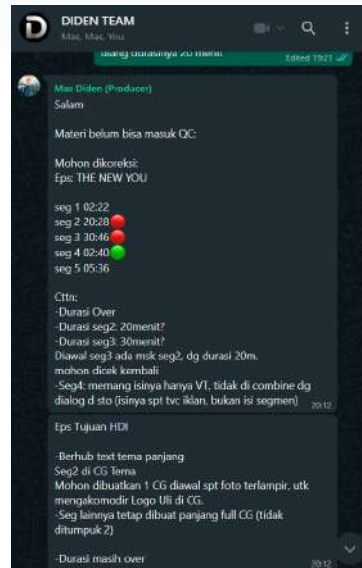 DIDEN TEAM
Mas, Mas, You
usang durasinya 20 menit
Edited 19:21
Mas Diden (Producer)
Salam
Materi belum bisa masuk QC:
Mohon dikoreksi:
Eps: THE NEW YOU
seg 1 02:22
seg 2 20:28🔴
seg 3 30:46🔴
seg 4 02:40🟢
seg 5 05:36
Cttn:
-Durasi Over
-Durasi seg2: 20menit?
-Durasi seg3: 30menit?
Diawal seg3 ada msk seg2, dg durasi 20m.
mohon dicek kembali
-Seg4: memang isinya hanya VT, tidak di combine dg
dialog d sto (isinya spt tvc iklan, bukan isi segmen)
20:12
Eps Tujuan HDI
-Berhub text tema panjang
Seg2 di CG Tema
Mohon dibuatkan 1 CG diawal spt foto terlampir, utk
mengakomodir Logo Uli di CG.
-Seg lainnya tetap dibuat panjang full CG (tidak
ditumpuk 2)
-Durasi masih over
20:12